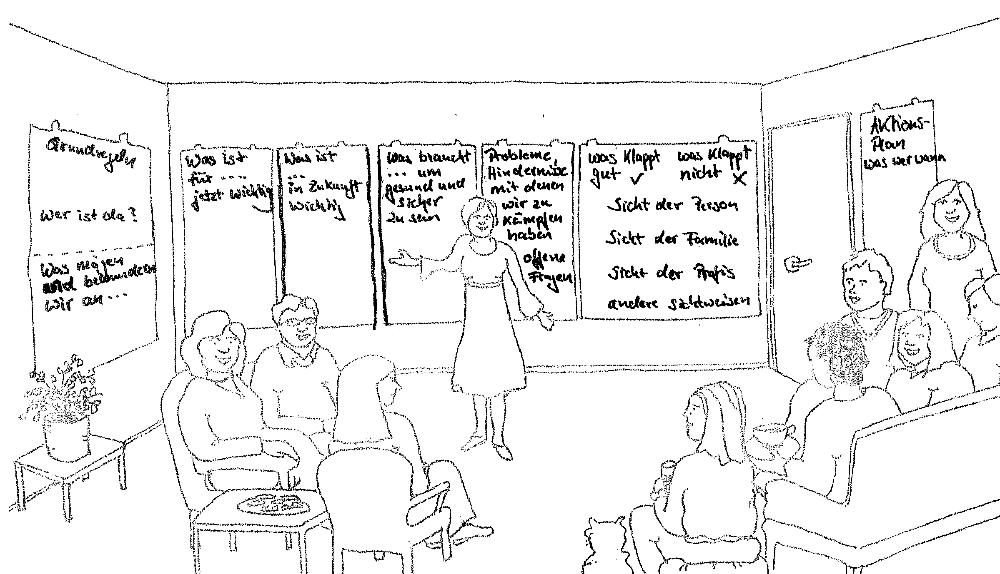 Grundregeln
Wer ist da?
Was mögen
und bewundern
wir an ...
Was ist
für ....
jetzt wichtig
Was ist
...
in Zukunft
wichtig
Was braucht
... um
gesund und
sicher
zu sein
Probleme,
Hindernisse
mit denen
wir zu
kämpfen
haben
offene
Fragen
was klappt
gut ✓
was klappt
nicht ✗
Sicht der Person
Sicht der Familie
Sicht der Profis
andere Sichtweisen
Aktions-
Plan
was wer wann